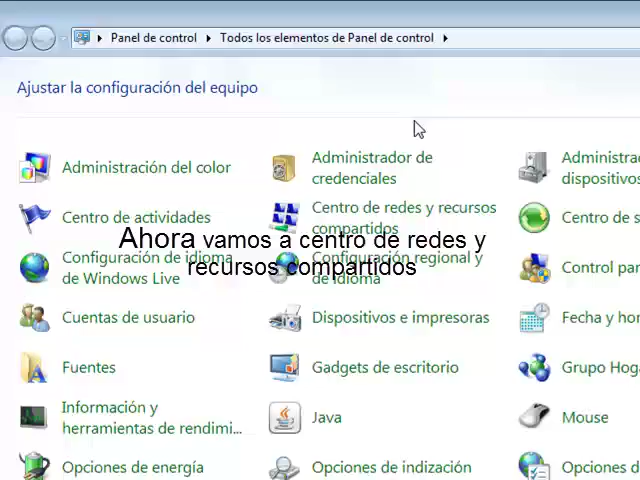 Panel de control
Todos los elementos de Panel de control
Ajustar la configuración del equipo
Administración del color
Administrador de
credenciales
Administra
dispositivos
Centro de actividades
Centro de redes y recursos
compartidos
Centro de s
Ahora vamos a centro de redes y
recursos compartidos
Configuración de idioma
de Windows Live
Configuración regional y
de idioma
Control par
Cuentas de usuario
Dispositivos e impresoras
Fecha y hor
Fuentes
Gadgets de escritorio
Grupo Hoga
Información y
herramientas de rendimi...
Java
Mouse
Opciones de energía
Opciones de indización
Opciones d